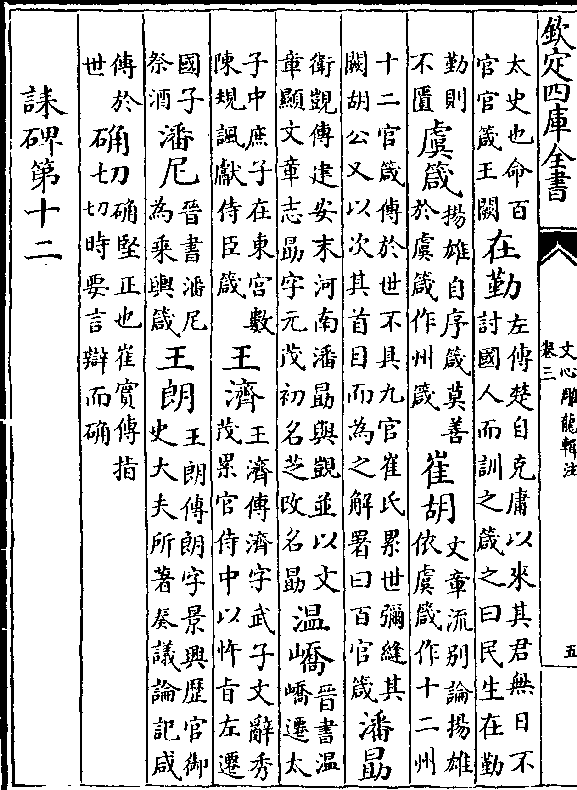 欽定四庫全書
文心雕龍輯注
卷三
五
太史也命百
官官箴王闕
在勤
左傳楚自克庸以來其君無日不
討國人而訓之箴之曰民生在勤
勤則
不匱
虞箴
揚雄自序箴莫善
於虞箴作州箴
崔胡
文章流别論揚雄
依虞箴作十二州
十二官箴傳於世不具九官崔氏累世彌縫其
闕胡公又以次其首目而為之解署曰百官箴
潘勗
衛覬傳建安末河南潘勗與覬並以文
章顯文章志勗字元茂初名芝改名勗
温嶠
晉書温
嶠遷太
子中庶子在東宫數
陳規諷獻侍臣箴
王濟
王濟傳濟字武子文辭秀
茂累官侍中以忤旨左遷
國子
祭酒
潘尼
晉書潘尼
為乘輿箴
王朗
王朗傳朗字景興歴官御
史大夫所著奏議論記咸
傳於
世
确切
确堅正也崔實傳指
切時要言辯而确
誄碑第十二